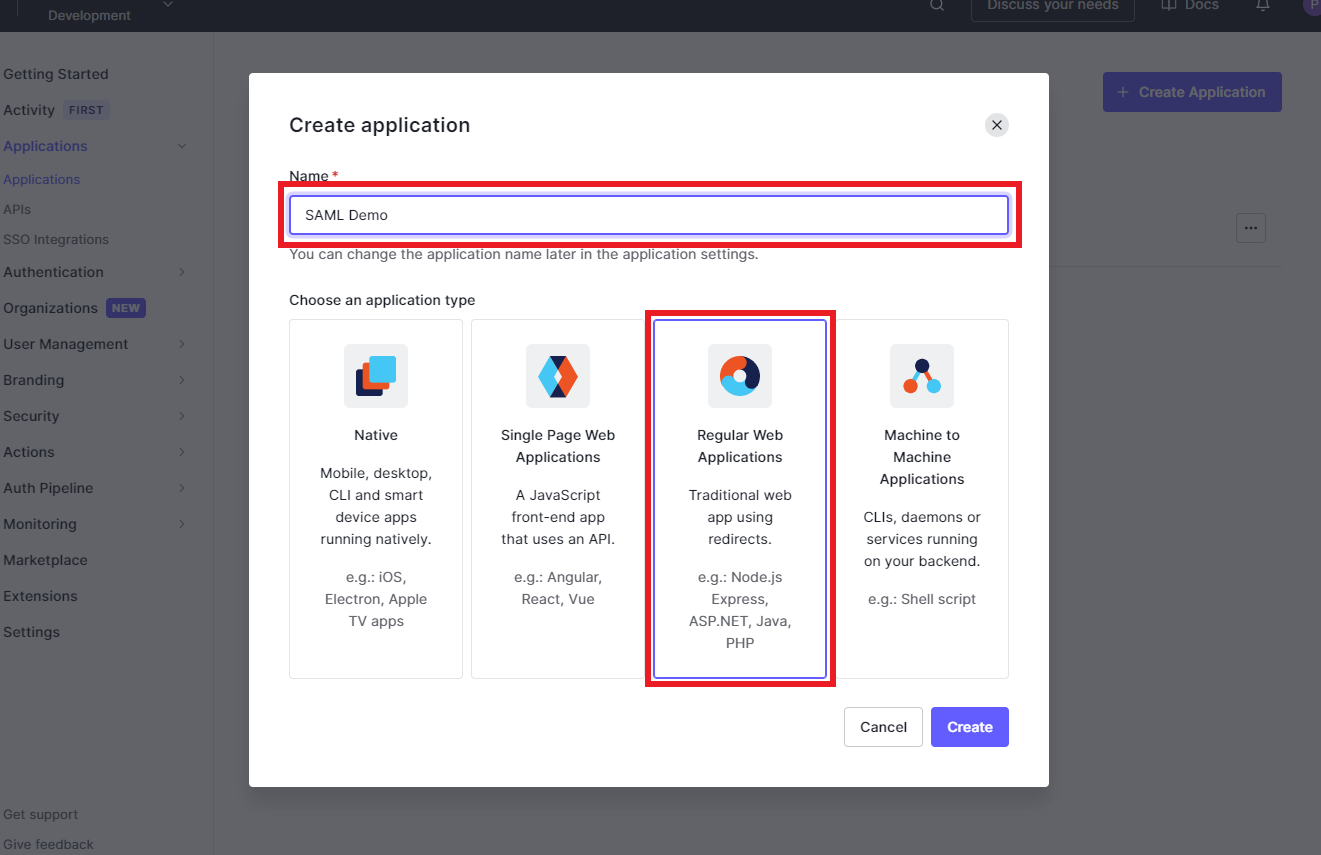 Development
Discuss your needs
Docs
P
Getting Started
Activity FIRST
Applications
Applications
APIs
SSO Integrations
Authentication
Organizations NEW
User Management
Branding
Security
Actions
Auth Pipeline
Monitoring
Marketplace
Extensions
Settings
Get support
Give feedback
+ Create Application
Create application
Name *
SAML Demo
You can change the application name later in the application settings.
Choose an application type
Native
Mobile, desktop,
CLI and smart
device apps
running natively.
e.g.: iOS,
Electron, Apple
TV apps
Single Page Web
Applications
A JavaScript
front-end app
that uses an API.
e.g.: Angular,
React, Vue
Regular Web
Applications
Traditional web
app using
redirects.
e.g.: Node.js
Express,
ASP.NET, Java,
PHP
Machine to
Machine
Applications
CLIs, daemons or
services running
on your backend.
e.g.: Shell script
Cancel
Create